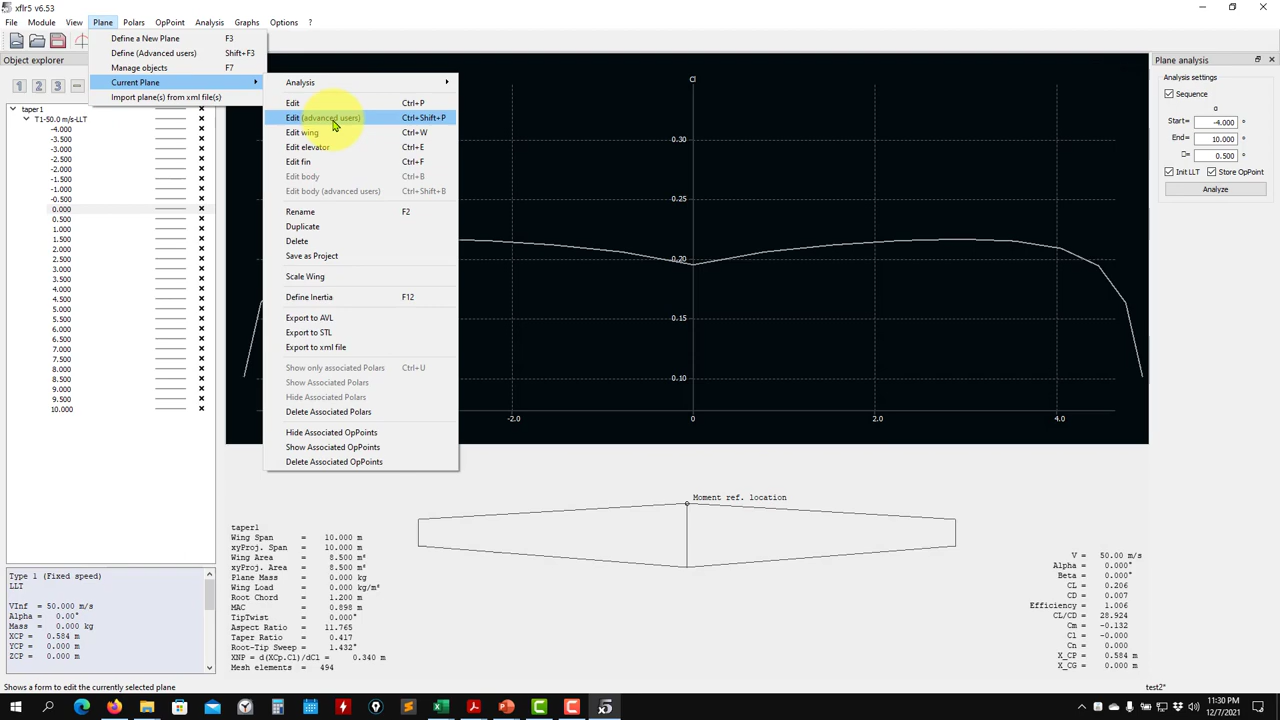 xflr5 v6.53
File Module View Plane Polars OpPoint Analysis Graphs Options ?
Define a New Plane F3
Define (Advanced users) Shift+F3
Manage objects F7
Current Plane
Import plane(s) from xml file(s)
Object explorer
1 2 3
taper1
T1-50.0 m/s-LLT
-4.000
-3.500
-3.000
-2.500
-2.000
-1.500
-1.000
-0.500
0.000
0.500
1.000
1.500
2.000
2.500
3.000
3.500
4.000
4.500
5.000
5.500
6.000
6.500
7.000
7.500
8.000
8.500
9.000
9.500
10.000
Analysis
Edit Ctrl+P
Edit (advanced users) Ctrl+Shift+P
Edit wing Ctrl+W
Edit elevator Ctrl+E
Edit fin Ctrl+F
Edit body Ctrl+B
Edit body (advanced users) Ctrl+Shift+B
Rename F2
Duplicate
Delete
Save as Project
Scale Wing
Define Inertia F12
Export to AVL
Export to STL
Export to xml file
Show only associated Polars Ctrl+U
Show Associated Polars
Hide Associated Polars
Delete Associated Polars
Hide Associated OpPoints
Show Associated OpPoints
Delete Associated OpPoints
Cl
0.30
0.25
0.20
0.15
0.10
-2.0 0 2.0 4.0
Plane analysis
Analysis settings
Sequence
α
Start= -4.000 °
End= 10.000 °
= 0.500 °
Init LLT Store OpPoint
Analyze
Moment ref. location
taper1
Wing Span = 10.000 m
xyProj. Span = 10.000 m
Wing Area = 8.500 m²
xyProj. Area = 8.500 m²
Plane Mass = 0.000 kg
Wing Load = 0.000 kg/m²
Root Chord = 1.200 m
MAC = 0.898 m
TipTwist = 0.000°
Aspect Ratio = 11.765
Taper Ratio = 0.417
Root-Tip Sweep = 1.432°
XNP = d(XCp.Cl)/dCl = 0.340 m
Mesh elements = 494
V = 50.00 m/s
Alpha = 0.000°
Beta = 0.000°
CL = 0.206
CD = 0.007
Efficiency = 1.006
CL/CD = 28.924
Cm = -0.132
Cl = -0.000
Cn = 0.000
X_CP = 0.584 m
X_CG = 0.000 m
Type 1 (Fixed speed)
LLT
VInf = 50.000 m/s
Alpha = 0.00°
Mass = 0.000 kg
XCP = 0.584 m
YCP = 0.000 m
ZCP = 0.000 m
Shows a form to edit the currently selected plane
test2*
11:30 PM
12/7/2021